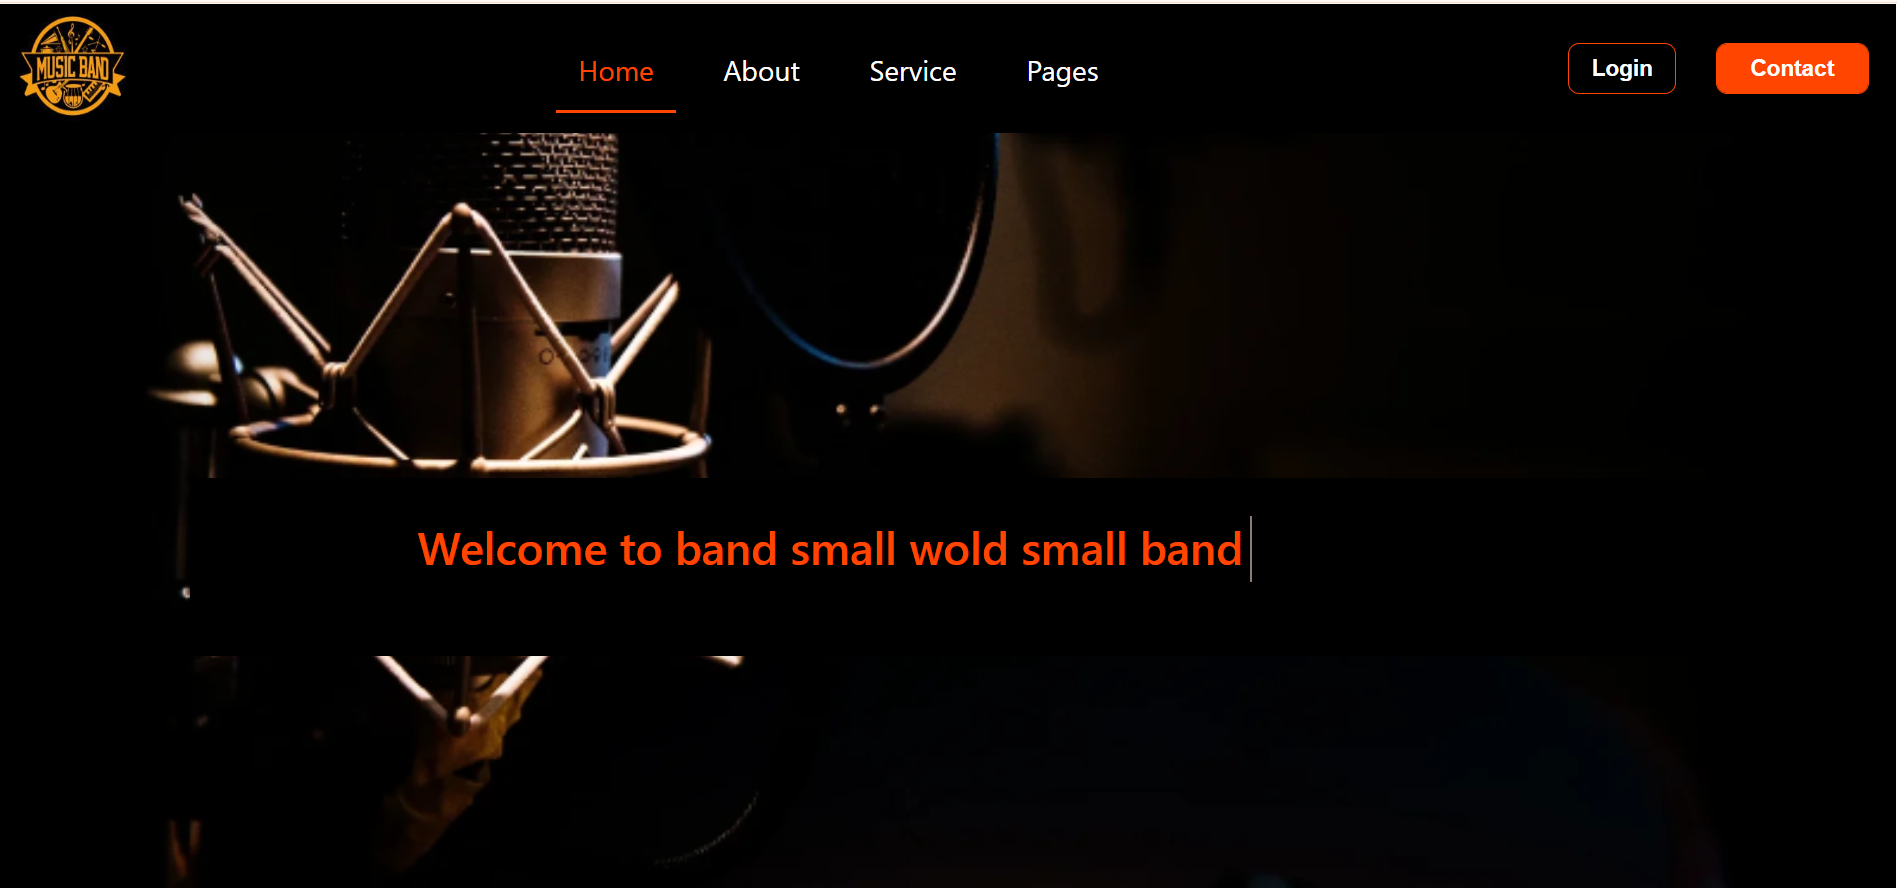 MUSIC BAND
Home About Service Pages
Login Contact
Welcome to band small wold small band